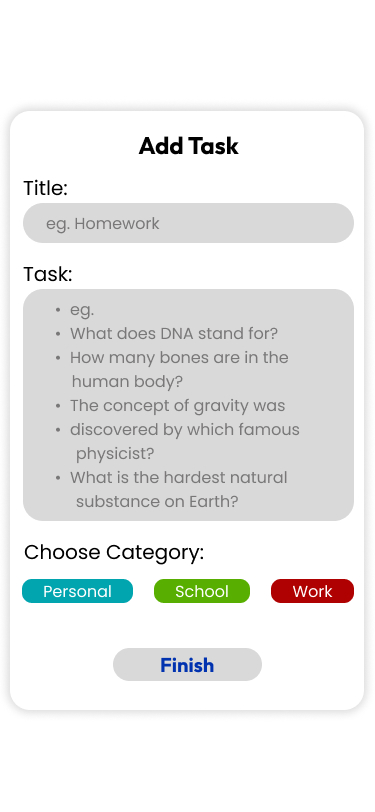 Add Task
Title:
eg. Homework
Task:
• eg.
• What does DNA stand for?
• How many bones are in the
human body?
• The concept of gravity was
• discovered by which famous
physicist?
• What is the hardest natural
substance on Earth?
Choose Category:
Personal School Work
Finish